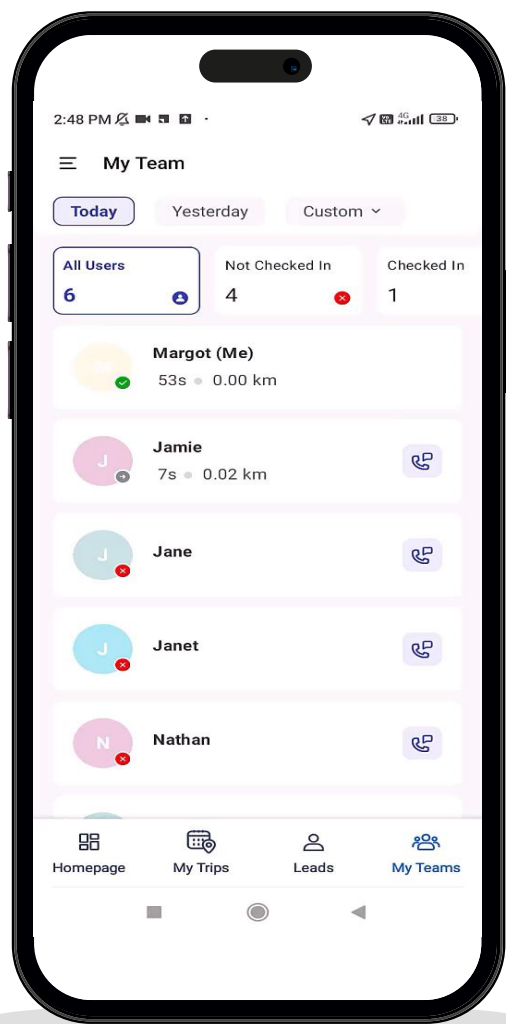 2:48 PM 4G 38
My Team
Today Yesterday Custom
All Users Not Checked In Checked In
6 4 1
Margot (Me)
53s 0.00 km
J Jamie
7s 0.02 km
J Jane
J Janet
N Nathan
Homepage My Trips Leads My Teams